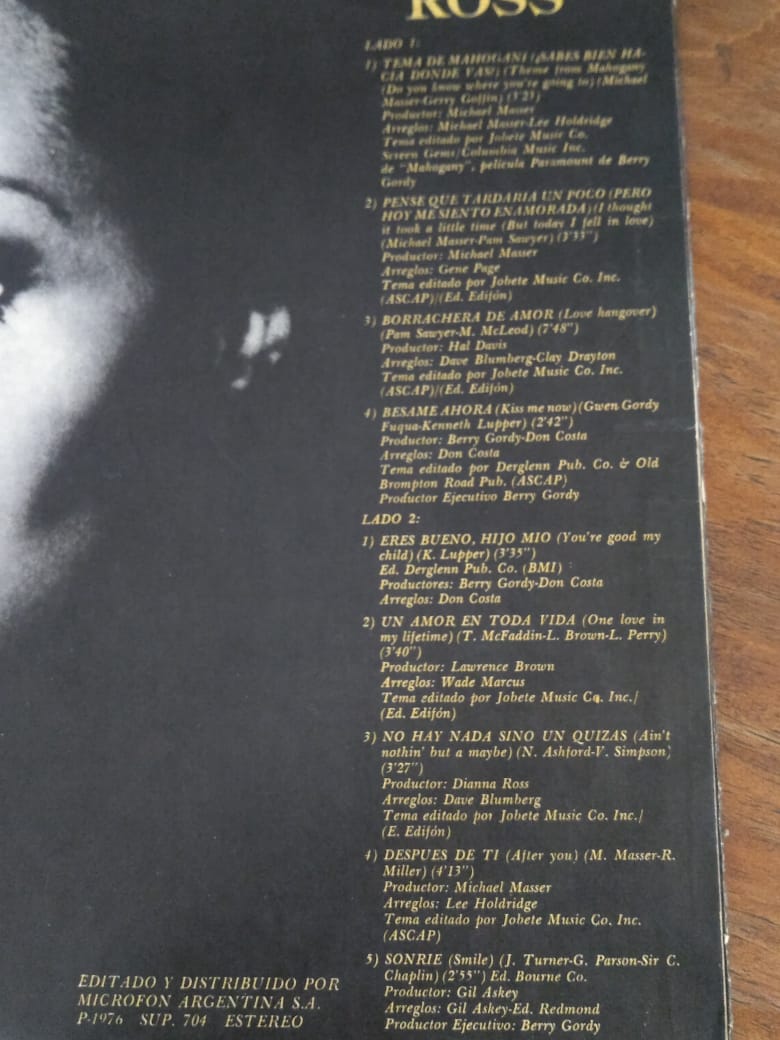 ROSS
LADO 1:
1) TEMA DE MAHOGANI (¿SABES BIEN HA-
CIA DONDE VAS?) (Theme from Mahogany
(Do you know where you're going to) (Michael
Masser-Gerry Goffin) (3'23)
Productor: Michael Masser
Arreglos: Michael Masser-Lee Holdridge
Tema editado por Jobete Music Co.
Screen Gems/Columbia Music Inc.
de "Mahogany", película Paramount de Berry
Gordy
2) PENSE QUE TARDARIA UN POCO (PERO
HOY ME SIENTO ENAMORADA) (I thought
it took a little time (But today I fell in love)
(Michael Masser-Pam Sawyer) (3'33")
Productor: Michael Masser
Arreglos: Gene Page
Tema editado por Jobete Music Co. Inc.
(ASCAP)/(Ed. Edifón)
3) BORRACHERA DE AMOR (Love hangover)
(Pam Sawyer-M. McLeod) (7'48")
Productor: Hal Davis
Arreglos: Dave Blumberg-Clay Drayton
Tema editado por Jobete Music Co. Inc.
(ASCAP)/(Ed. Edifón)
4) BESAME AHORA (Kiss me now) (Gwen Gordy
Fuqua-Kenneth Lupper) (2'42")
Productor: Berry Gordy-Don Costa
Arreglos: Don Costa
Tema editado por Derglenn Pub. Co. & Old
Brompton Road Pub. (ASCAP)
Productor Ejecutivo Berry Gordy
LADO 2:
1) ERES BUENO, HIJO MIO (You're good my
child) (K. Lupper) (3'35")
Ed. Derglenn Pub. Co. (BMI)
Productores: Berry Gordy-Don Costa
Arreglos: Don Costa
2) UN AMOR EN TODA VIDA (One love in
my lifetime) (T. McFaddin-L. Brown-L. Perry)
(3'40")
Productor: Lawrence Brown
Arreglos: Wade Marcus
Tema editado por Jobete Music Co. Inc./
(Ed. Edifón)
3) NO HAY NADA SINO UN QUIZAS (Ain't
nothin' but a maybe) (N. Ashford-V. Simpson)
(3'27")
Productor: Dianna Ross
Arreglos: Dave Blumberg
Tema editado por Jobete Music Co. Inc./
(E. Edifón)
4) DESPUES DE TI (After you) (M. Masser-R.
Miller) (4'13")
Productor: Michael Masser
Arreglos: Lee Holdridge
Tema editado por Jobete Music Co. Inc.
(ASCAP)
5) SONRIE (Smile) (J. Turner-G. Parson-Sir C.
Chaplin) (2'55") Ed. Bourne Co.
Productor: Gil Askey
Arreglos: Gil Askey-Ed. Redmond
Productor Ejecutivo: Berry Gordy
EDITADO Y DISTRIBUIDO POR
MICROFON ARGENTINA S.A.
P-1976 SUP. 704 ESTEREO